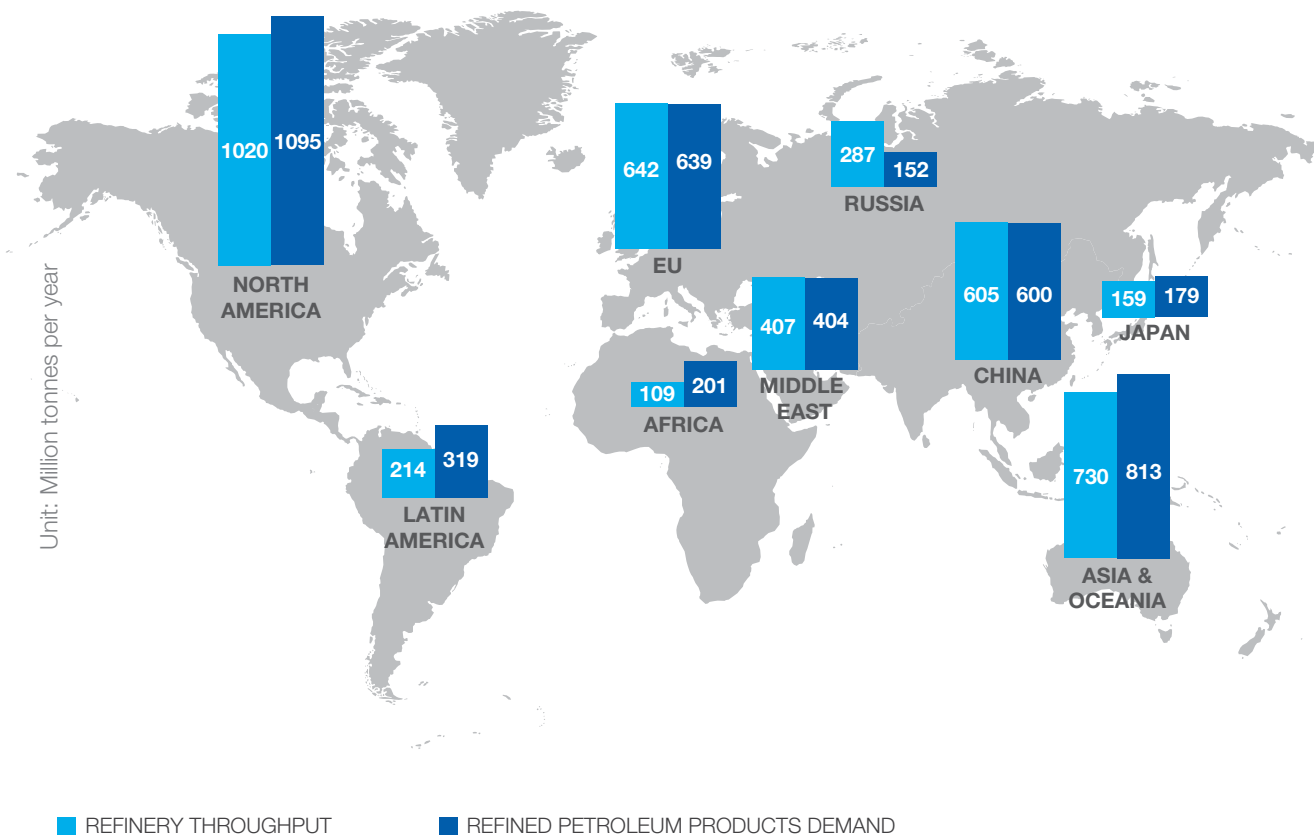 1020 1095
NORTH
AMERICA
642 639
EU
287 152
RUSSIA
605 600
CHINA
159 179
JAPAN
407 404
MIDDLE
EAST
109 201
AFRICA
214 319
LATIN
AMERICA
730 813
ASIA &
OCEANIA
Unit: Million tonnes per year
REFINERY THROUGHPUT
REFINED PETROLEUM PRODUCTS DEMAND